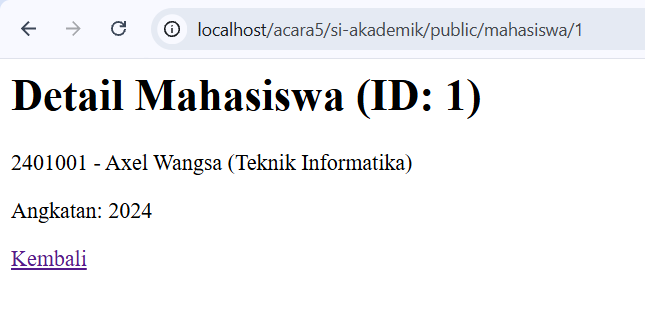 localhost/acara5/si-akademik/public/mahasiswa/1
Detail Mahasiswa (ID: 1)
2401001 - Axel Wangsa (Teknik Informatika)
Angkatan: 2024
Kembali